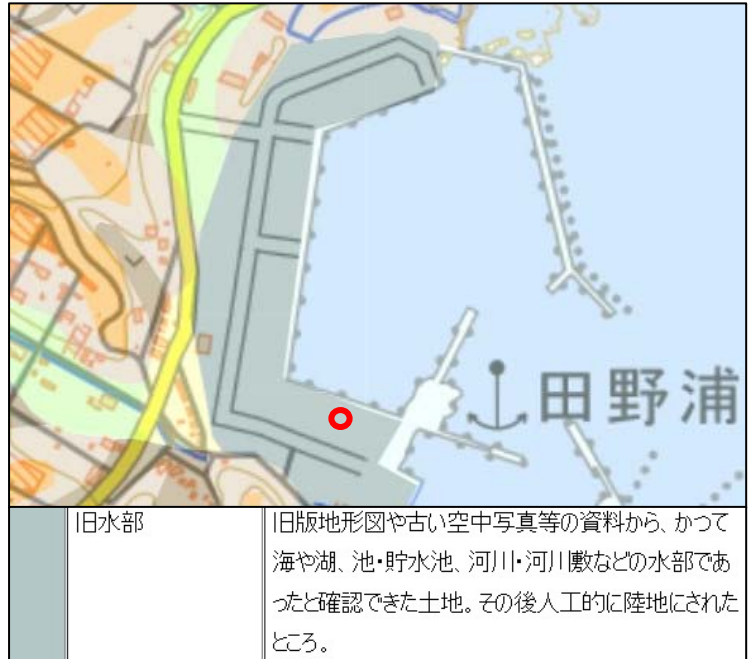 田野浦
旧水部
旧版地形図や古い空中写真等の資料から、かつて
海や湖、池・貯水池、河川・河川敷などの水部であ
ったと確認できた土地。その後人工的に陸地にされた
ところ。